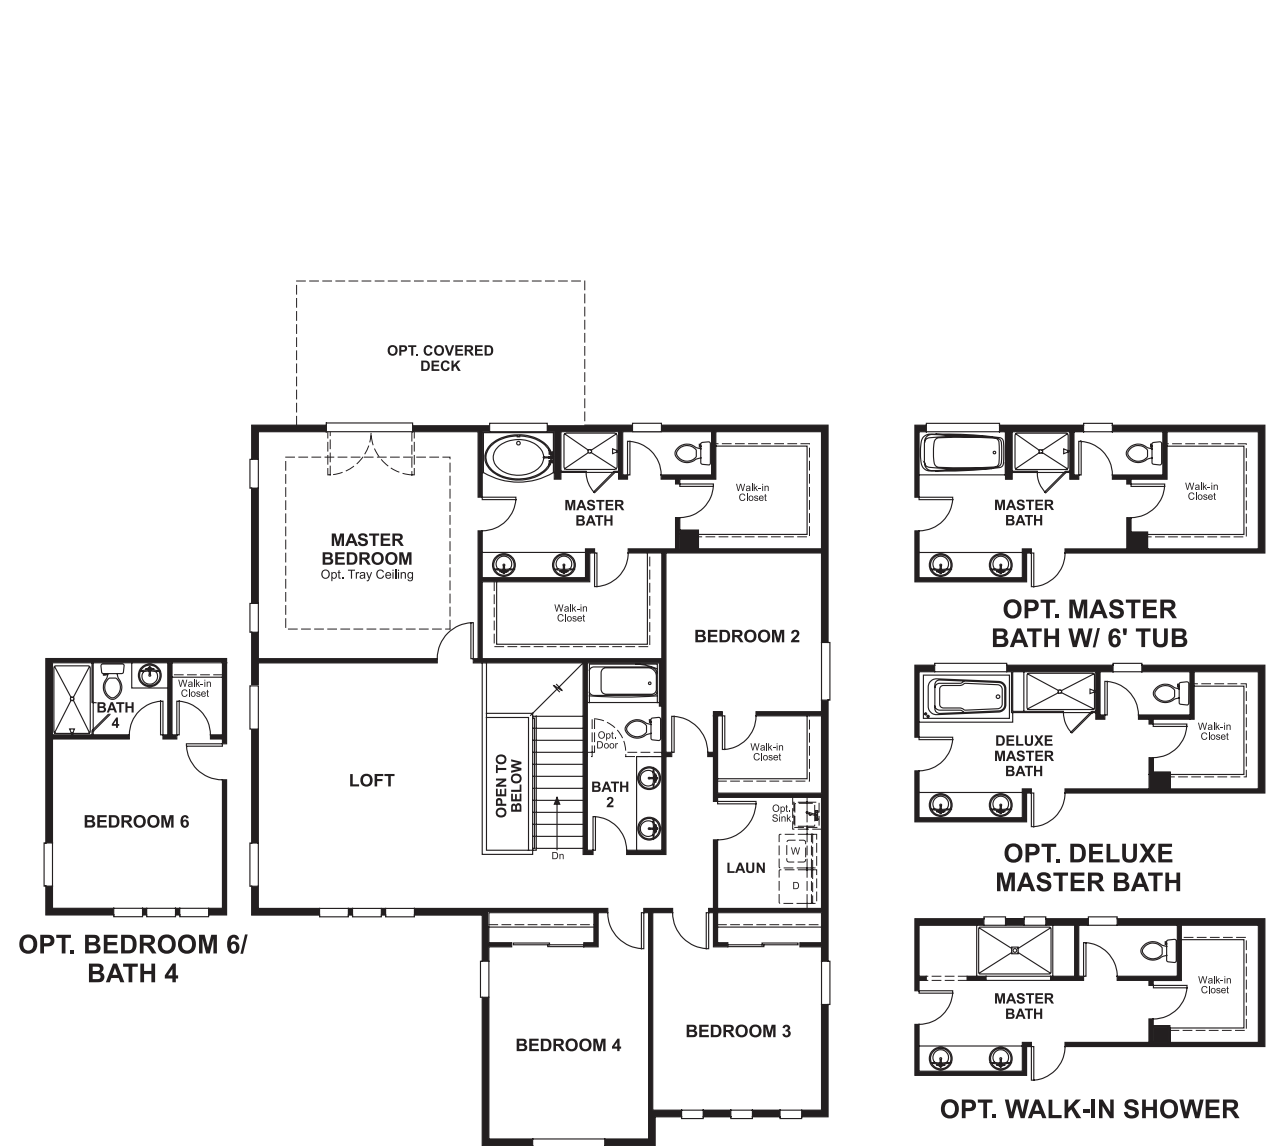 OPT. COVERED
DECK
MASTER
BEDROOM
Opt. Tray Ceiling
MASTER
BATH
Walk-in
Closet
Walk-in
Closet
BEDROOM 2
Walk-in
Closet
LOFT
OPEN TO
BELOW
Dn
Opt.
Door
BATH
2
Opt.
Sink
W
D
LAUN
BEDROOM 4
BEDROOM 3
BATH
4
Walk-in
Closet
BEDROOM 6
OPT. BEDROOM 6/
BATH 4
MASTER
BATH
Walk-in
Closet
OPT. MASTER
BATH W/ 6' TUB
DELUXE
MASTER
BATH
Walk-in
Closet
OPT. DELUXE
MASTER BATH
MASTER
BATH
Walk-in
Closet
OPT. WALK-IN SHOWER